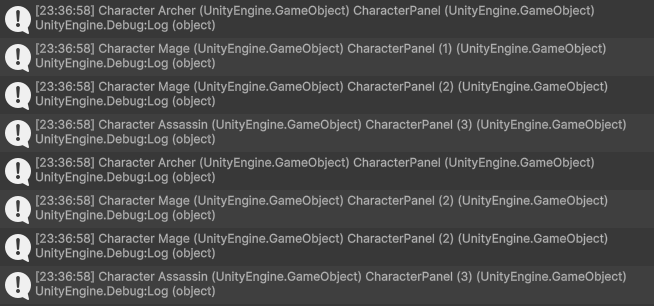 [23:36:58] Character Archer (UnityEngine.GameObject) CharacterPanel (UnityEngine.GameObject)
UnityEngine.Debug:Log (object)
[23:36:58] Character Mage (UnityEngine.GameObject) CharacterPanel (1) (UnityEngine.GameObject)
UnityEngine.Debug:Log (object)
[23:36:58] Character Mage (UnityEngine.GameObject) CharacterPanel (2) (UnityEngine.GameObject)
UnityEngine.Debug:Log (object)
[23:36:58] Character Assassin (UnityEngine.GameObject) CharacterPanel (3) (UnityEngine.GameObject)
UnityEngine.Debug:Log (object)
[23:36:58] Character Archer (UnityEngine.GameObject) CharacterPanel (UnityEngine.GameObject)
UnityEngine.Debug:Log (object)
[23:36:58] Character Mage (UnityEngine.GameObject) CharacterPanel (2) (UnityEngine.GameObject)
UnityEngine.Debug:Log (object)
[23:36:58] Character Mage (UnityEngine.GameObject) CharacterPanel (2) (UnityEngine.GameObject)
UnityEngine.Debug:Log (object)
[23:36:58] Character Assassin (UnityEngine.GameObject) CharacterPanel (3) (UnityEngine.GameObject)
UnityEngine.Debug:Log (object)